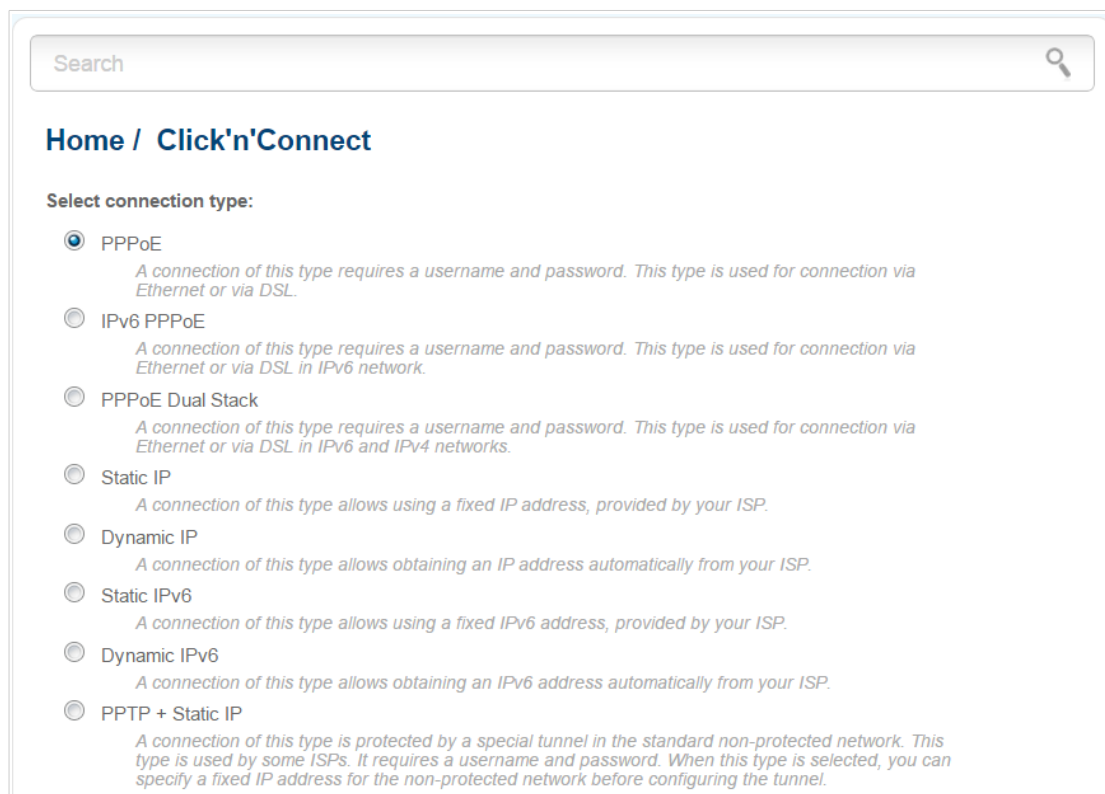 Search
Home / Click'n'Connect
Select connection type:
PPPoE
A connection of this type requires a username and password. This type is used for connection via
Ethernet or via DSL.
IPv6 PPPoE
A connection of this type requires a username and password. This type is used for connection via
Ethernet or via DSL in IPv6 network.
PPPoE Dual Stack
A connection of this type requires a username and password. This type is used for connection via
Ethernet or via DSL in IPv6 and IPv4 networks.
Static IP
A connection of this type allows using a fixed IP address, provided by your ISP.
Dynamic IP
A connection of this type allows obtaining an IP address automatically from your ISP.
Static IPv6
A connection of this type allows using a fixed IPv6 address, provided by your ISP.
Dynamic IPv6
A connection of this type allows obtaining an IPv6 address automatically from your ISP.
PPTP + Static IP
A connection of this type is protected by a special tunnel in the standard non-protected network. This
type is used by some ISPs. It requires a username and password. When this type is selected, you can
specify a fixed IP address for the non-protected network before configuring the tunnel.